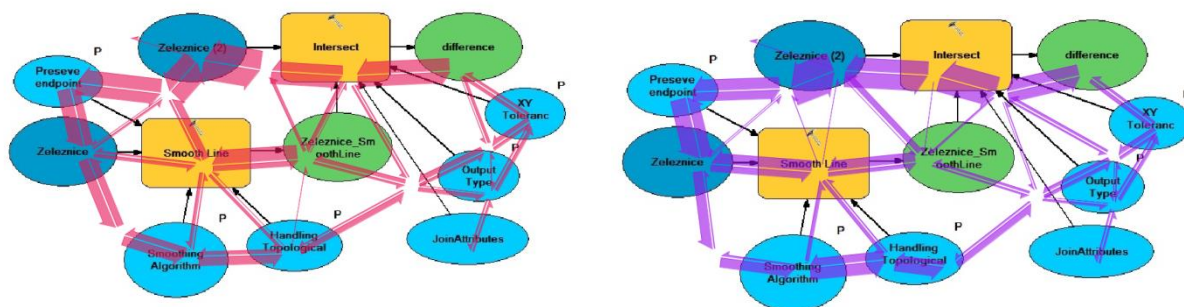 Zeleznice (2)
Intersect
difference
P
Preseve
endpoint
P
XY
Toleranc
Zeleznice
Smooth Line
Zeleznice_Sm
oothLine
P
Output
Type
P
Smoothing
Algorithm
Handling
Topological
P
JoinAttributes
Zeleznice (2)
Intersect
difference
P
Preseve
endpoint
P
XY
Toleranc
Zeleznice
Smooth Line
Zeleznice_Sm
oothLine
P
Output
Type
P
Smoothing
Algorithm
Handling
Topological
P
JoinAttributes